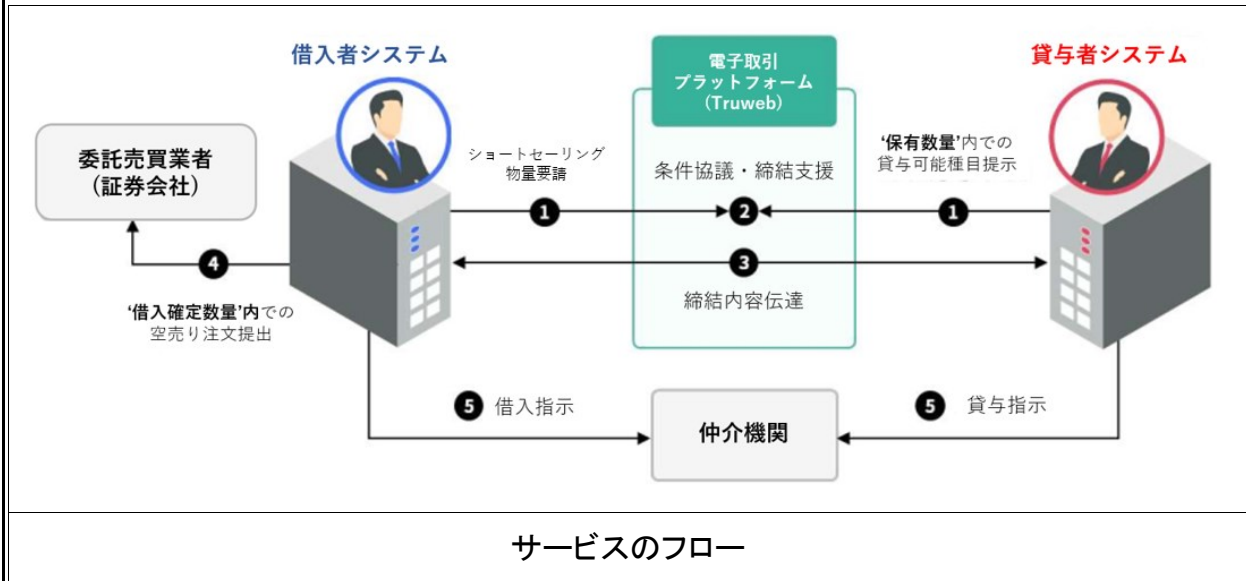 借入者システム
電子取引
プラットフォーム
(Truweb)
貸与者システム
委託売買業者
(証券会社)
ショートセーリング
物量要請
条件協議・締結支援
‘保有数量’内での
貸与可能種目提示
1
2
1
4
3
‘借入確定数量’内での
空売り注文提出
締結内容伝達
5 借入指示
仲介機関
5 貸与指示
サービスのフロー